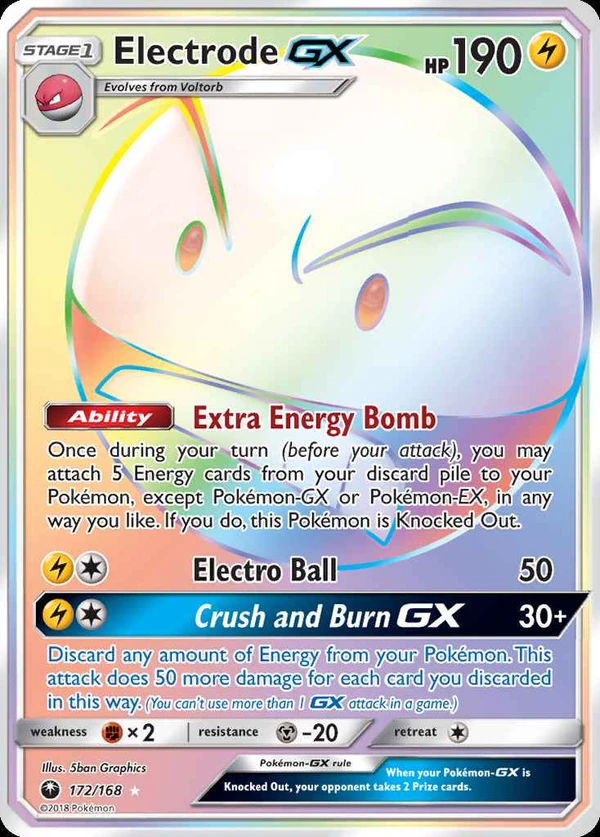 STAGE 1
Electrode GX
HP 190
Evolves from Voltorb
Ability Extra Energy Bomb
Once during your turn (before your attack), you may
attach 5 Energy cards from your discard pile to your
Pokémon, except Pokémon-GX or Pokémon-EX, in any
way you like. If you do, this Pokémon is Knocked Out.
Electro Ball 50
Crush and Burn GX 30+
Discard any amount of Energy from your Pokémon. This
attack does 50 more damage for each card you discarded
in this way. (You can't use more than 1 GX attack in a game.)
weakness ×2 resistance -20 retreat
Illus. 5ban Graphics
172/168
©2018 Pokémon
Pokémon-GX rule
When your Pokémon-GX is
Knocked Out, your opponent takes 2 Prize cards.